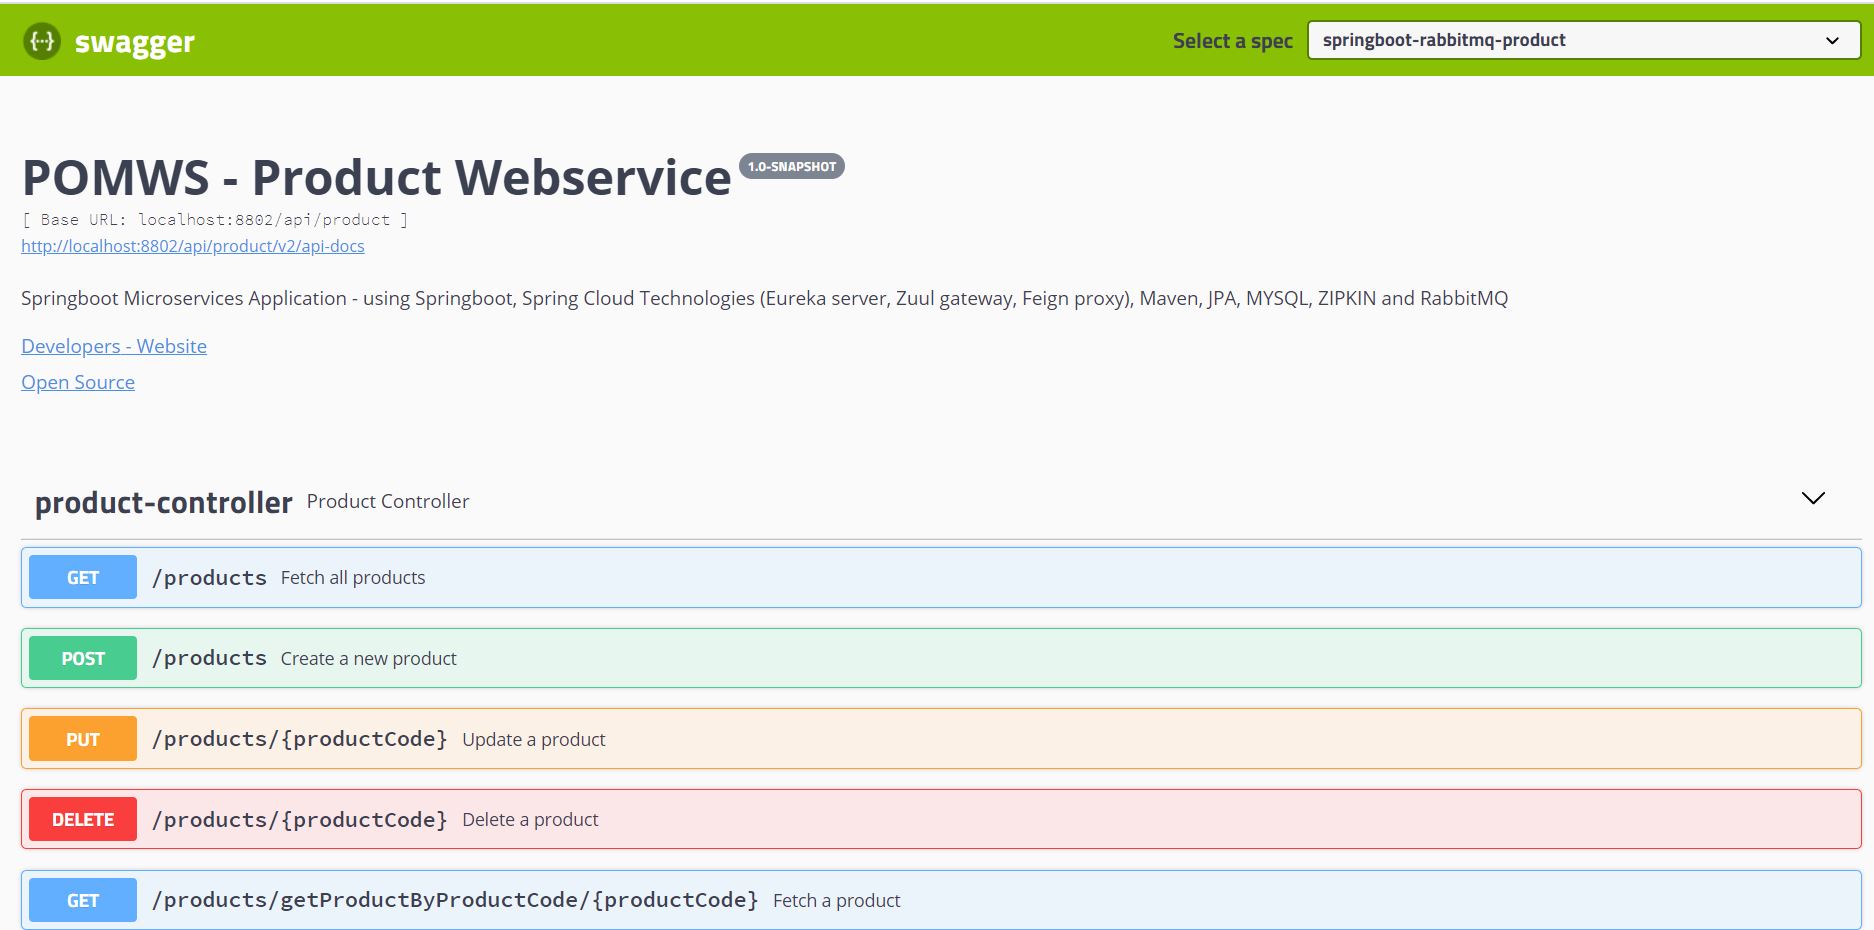 {···} swagger Select a spec springboot-rabbitmq-product
POMWS - Product Webservice 1.0-SNAPSHOT
[ Base URL: localhost:8802/api/product ]
http://localhost:8802/api/product/v2/api-docs
Springboot Microservices Application - using Springboot, Spring Cloud Technologies (Eureka server, Zuul gateway, Feign proxy), Maven, JPA, MYSQL, ZIPKIN and RabbitMQ
Developers - Website
Open Source
product-controller Product Controller
GET /products Fetch all products
POST /products Create a new product
PUT /products/{productCode} Update a product
DELETE /products/{productCode} Delete a product
GET /products/getProductByProductCode/{productCode} Fetch a product